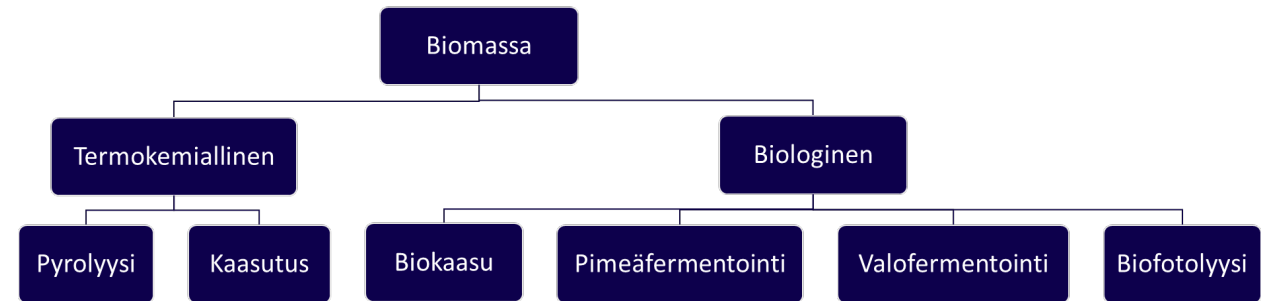 Biomassa
Termokemiallinen
Biologinen
Pyrolyysi
Kaasutus
Biokaasu
Pimeäfermentointi
Valofermentointi
Biofotolyysi